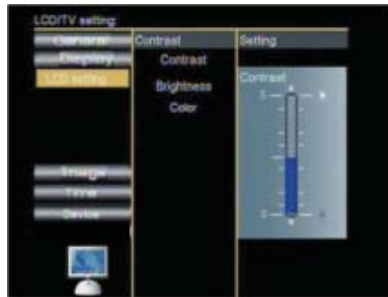 LCD/TV setting:
General
Contrast
Setting
Display
Contrast
LCD setting
Brightness
Color
Contrast
Image
Time
Device